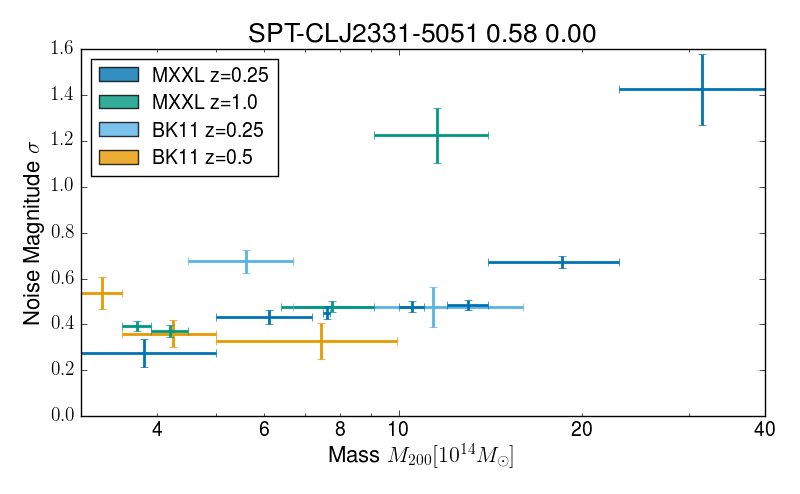 SPT-CLJ2331-5051 0.58 0.00
1.6
1.4
1.2
1.0
0.8
0.6
0.4
0.2
0.0
Noise Magnitude σ
MXXL z=0.25
MXXL z=1.0
BK11 z=0.25
BK11 z=0.5
4 6 8 10 20 40
Mass M₂₀₀[10¹⁴M☉]